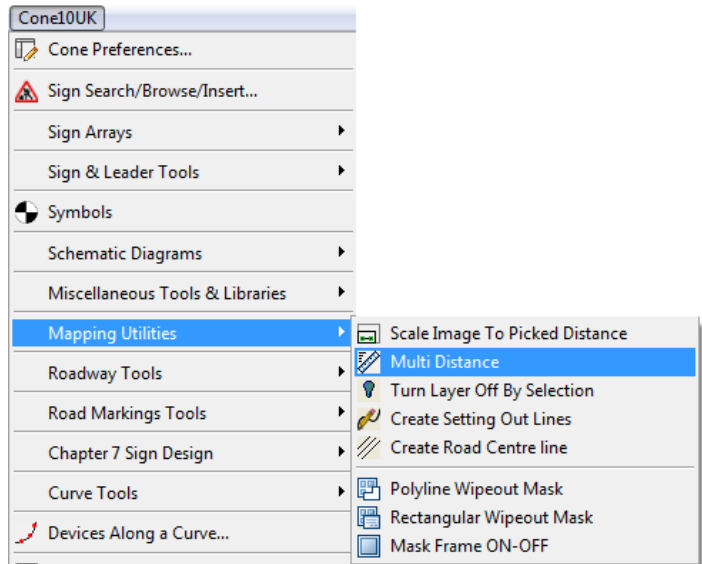 Cone10UK
Cone Preferences...
Sign Search/Browse/Insert...
Sign Arrays
Sign & Leader Tools
Symbols
Schematic Diagrams
Miscellaneous Tools & Libraries
Mapping Utilities
Roadway Tools
Road Markings Tools
Chapter 7 Sign Design
Curve Tools
Devices Along a Curve...
Scale Image To Picked Distance
Multi Distance
Turn Layer Off By Selection
Create Setting Out Lines
Create Road Centre line
Polyline Wipeout Mask
Rectangular Wipeout Mask
Mask Frame ON-OFF